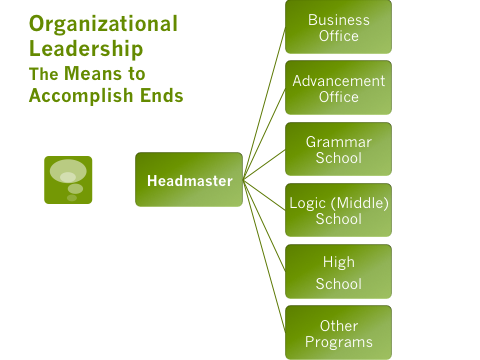 Organizational
Leadership
The Means to
Accomplish Ends
Headmaster
Business
Office
Advancement
Office
Grammar
School
Logic (Middle)
School
High
School
Other
Programs